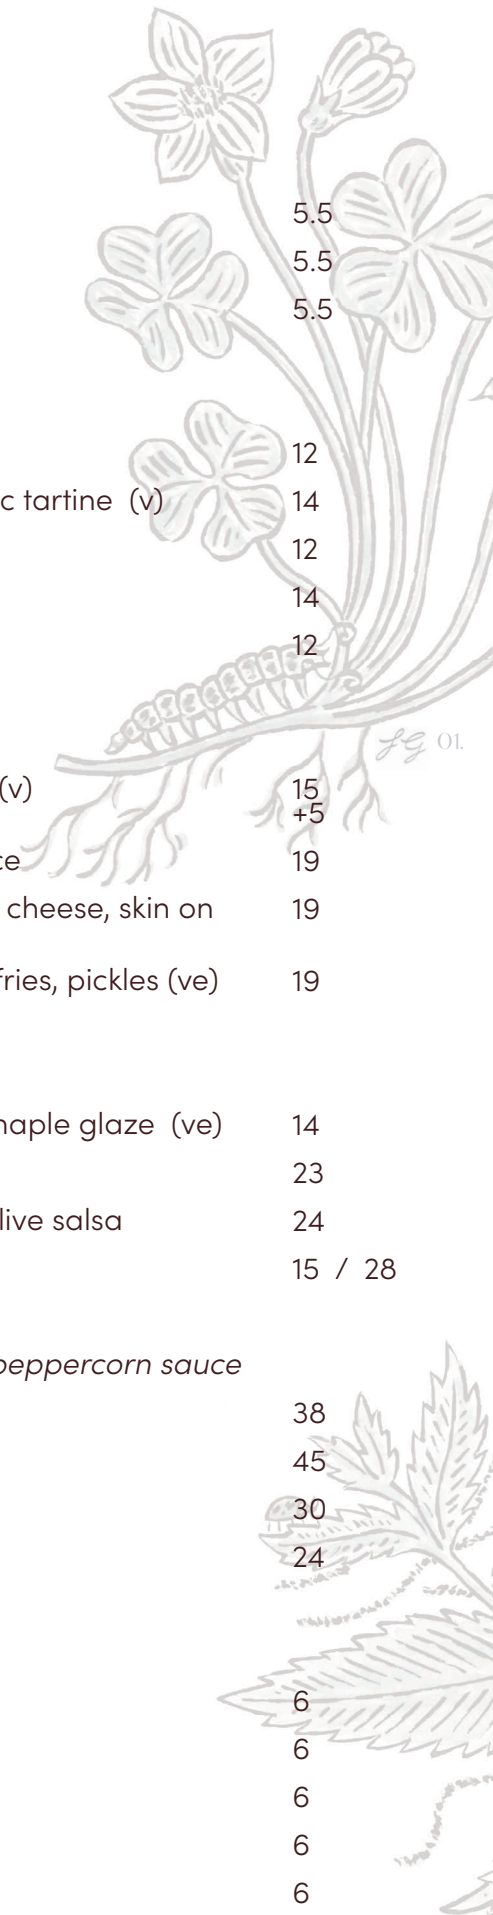 5.5
5.5
5.5
12
c tartine (v) 14
12
14
12
01.
(v) 15
+5
ce 19
cheese, skin on 19
fries, pickles (ve) 19
maple glaze (ve) 14
23
live salsa 24
15 / 28
peppercorn sauce
38
45
30
24
6
6
6
6
6